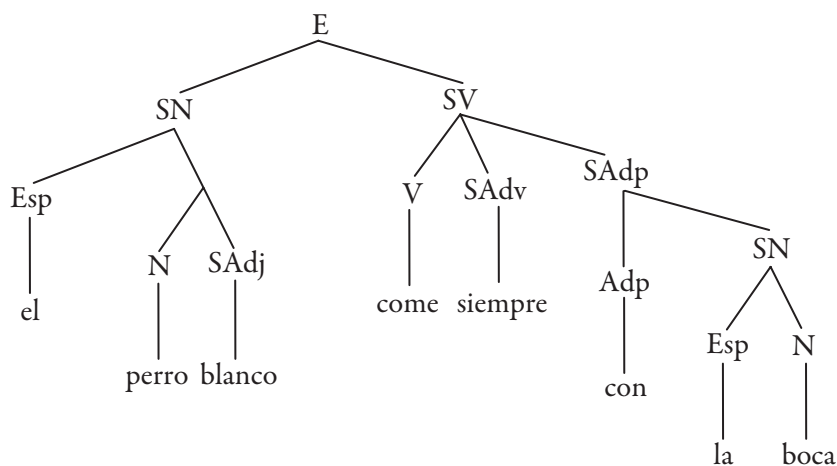 E
SN SV
Esp V SAdv SAdp
N SAdj Adp SN
el come siempre
perro blanco con Esp N
la boca